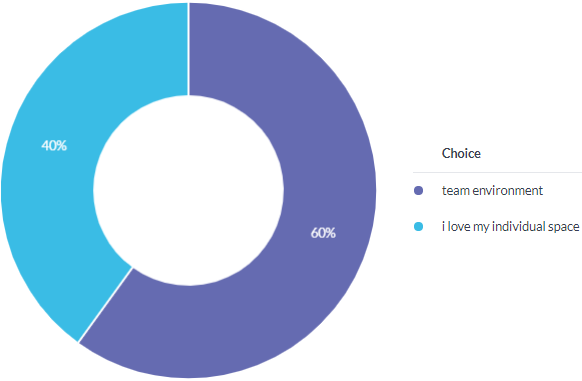 40%
60%
Choice
team environment
i love my individual space